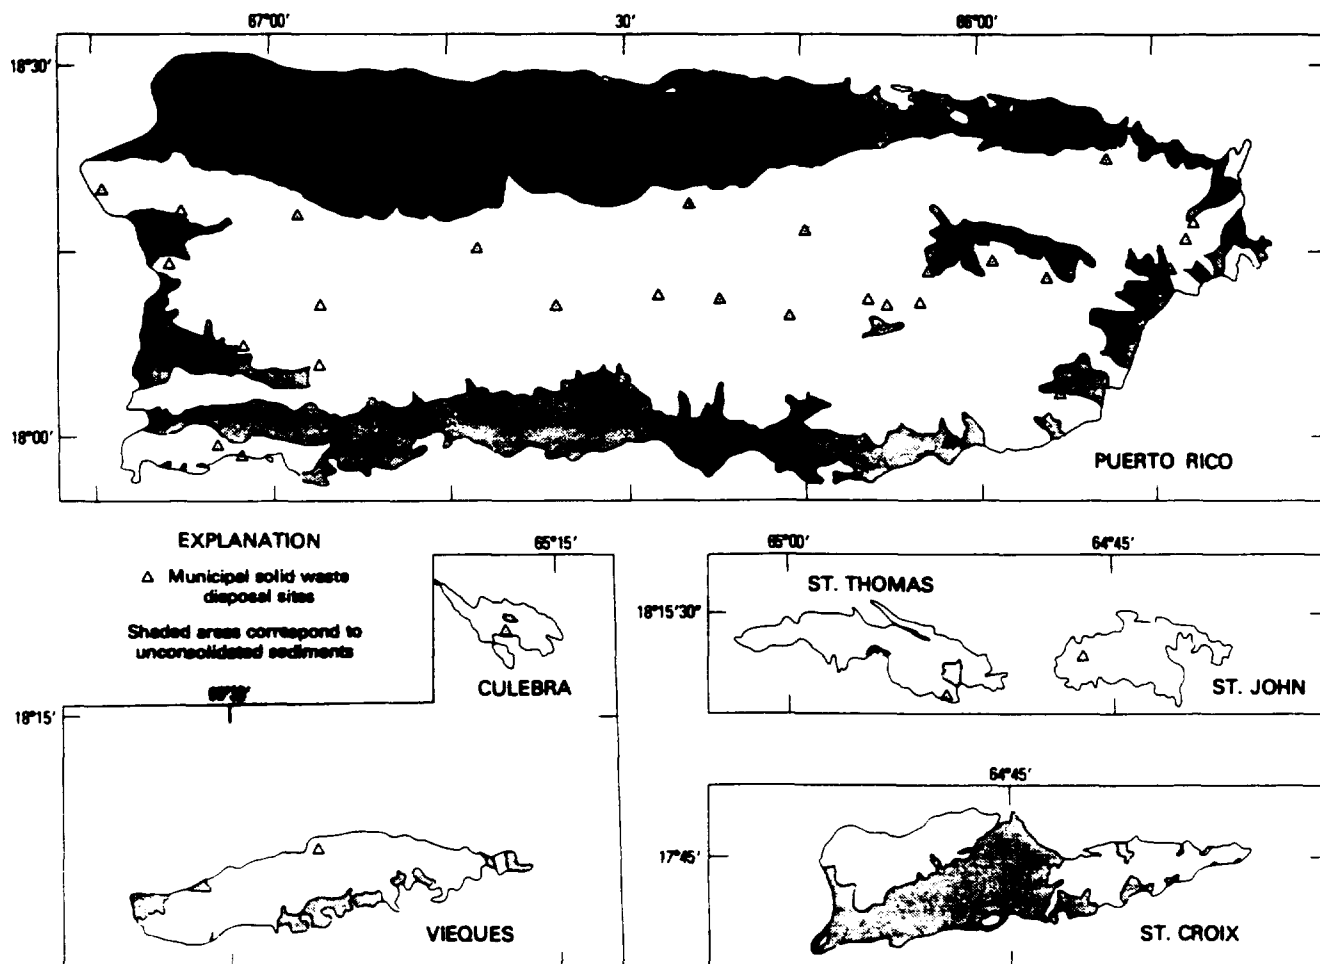 67°00′ 30′ 66°00′
18°30′
18°00′
PUERTO RICO
EXPLANATION
Municipal solid waste
disposal sites
Shaded areas correspond to
unconsolidated sediments
65°15′
CULEBRA
18°15′
VIEQUES
65°00′ 64°45′
ST. THOMAS
18°15′30″
ST. JOHN
64°45′
17°45′
ST. CROIX